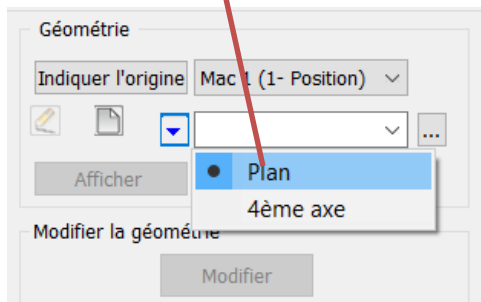 Géométrie
Indiquer l'origine Mac 1 (1- Position)
...
Afficher Plan
4ème axe
Modifier la géométrie
Modifier